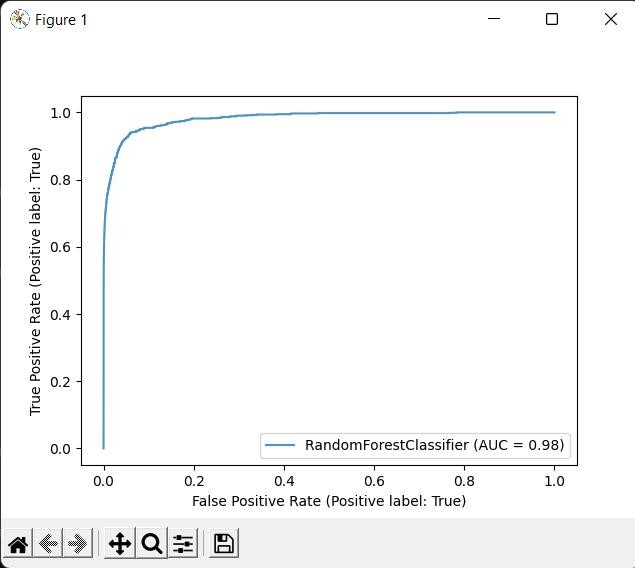 Figure 1
1.0
0.8
0.6
0.4
0.2
0.0
True Positive Rate (Positive label: True)
RandomForestClassifier (AUC = 0.98)
0.0 0.2 0.4 0.6 0.8 1.0
False Positive Rate (Positive label: True)